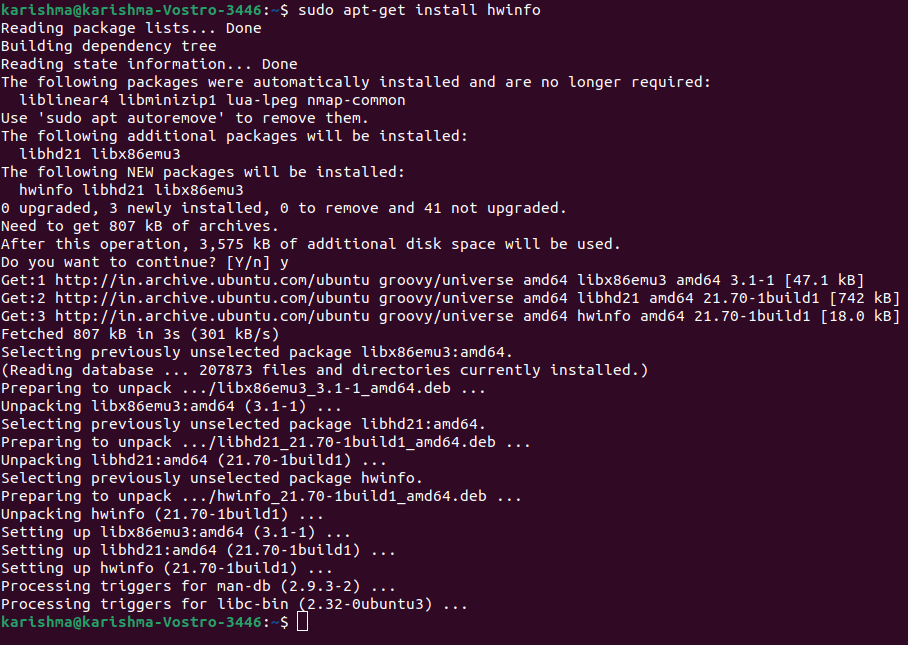 karishma@karishma-Vostro-3446:~$ sudo apt-get install hwinfo
Reading package lists... Done
Building dependency tree
Reading state information... Done
The following packages were automatically installed and are no longer required:
  liblinear4 libminizip1 lua-lpeg nmap-common
Use 'sudo apt autoremove' to remove them.
The following additional packages will be installed:
  libhd21 libx86emu3
The following NEW packages will be installed:
  hwinfo libhd21 libx86emu3
0 upgraded, 3 newly installed, 0 to remove and 41 not upgraded.
Need to get 807 kB of archives.
After this operation, 3,575 kB of additional disk space will be used.
Do you want to continue? [Y/n] y
Get:1 http://in.archive.ubuntu.com/ubuntu groovy/universe amd64 libx86emu3 amd64 3.1-1 [47.1 kB]
Get:2 http://in.archive.ubuntu.com/ubuntu groovy/universe amd64 libhd21 amd64 21.70-1build1 [742 kB]
Get:3 http://in.archive.ubuntu.com/ubuntu groovy/universe amd64 hwinfo amd64 21.70-1build1 [18.0 kB]
Fetched 807 kB in 3s (301 kB/s)
Selecting previously unselected package libx86emu3:amd64.
(Reading database ... 207873 files and directories currently installed.)
Preparing to unpack .../libx86emu3_3.1-1_amd64.deb ...
Unpacking libx86emu3:amd64 (3.1-1) ...
Selecting previously unselected package libhd21:amd64.
Preparing to unpack .../libhd21_21.70-1build1_amd64.deb ...
Unpacking libhd21:amd64 (21.70-1build1) ...
Selecting previously unselected package hwinfo.
Preparing to unpack .../hwinfo_21.70-1build1_amd64.deb ...
Unpacking hwinfo (21.70-1build1) ...
Setting up libx86emu3:amd64 (3.1-1) ...
Setting up libhd21:amd64 (21.70-1build1) ...
Setting up hwinfo (21.70-1build1) ...
Processing triggers for man-db (2.9.3-2) ...
Processing triggers for libc-bin (2.32-0ubuntu3) ...
karishma@karishma-Vostro-3446:~$